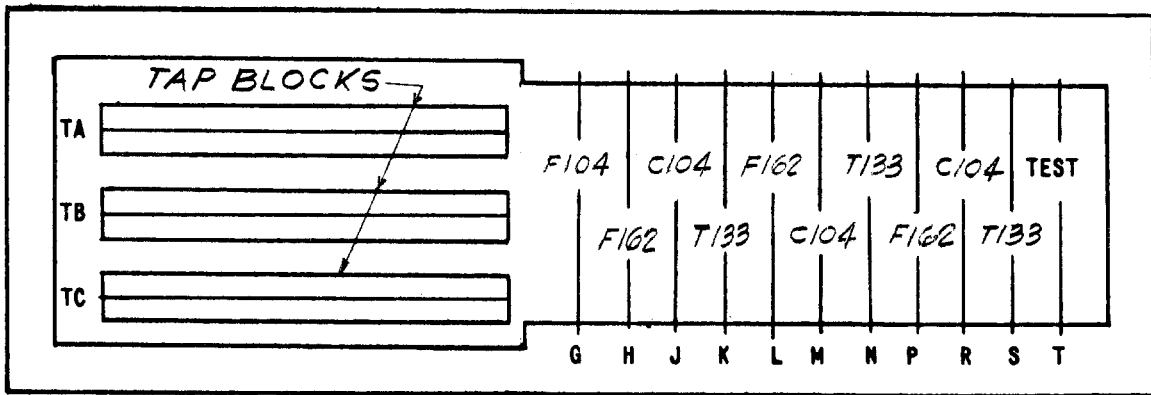 TAP BLOCKS
TA
TB
TC
F104 C104 F162 T133 C104 TEST
F162 T133 C104 F162 T133
G H J K L M N P R S T